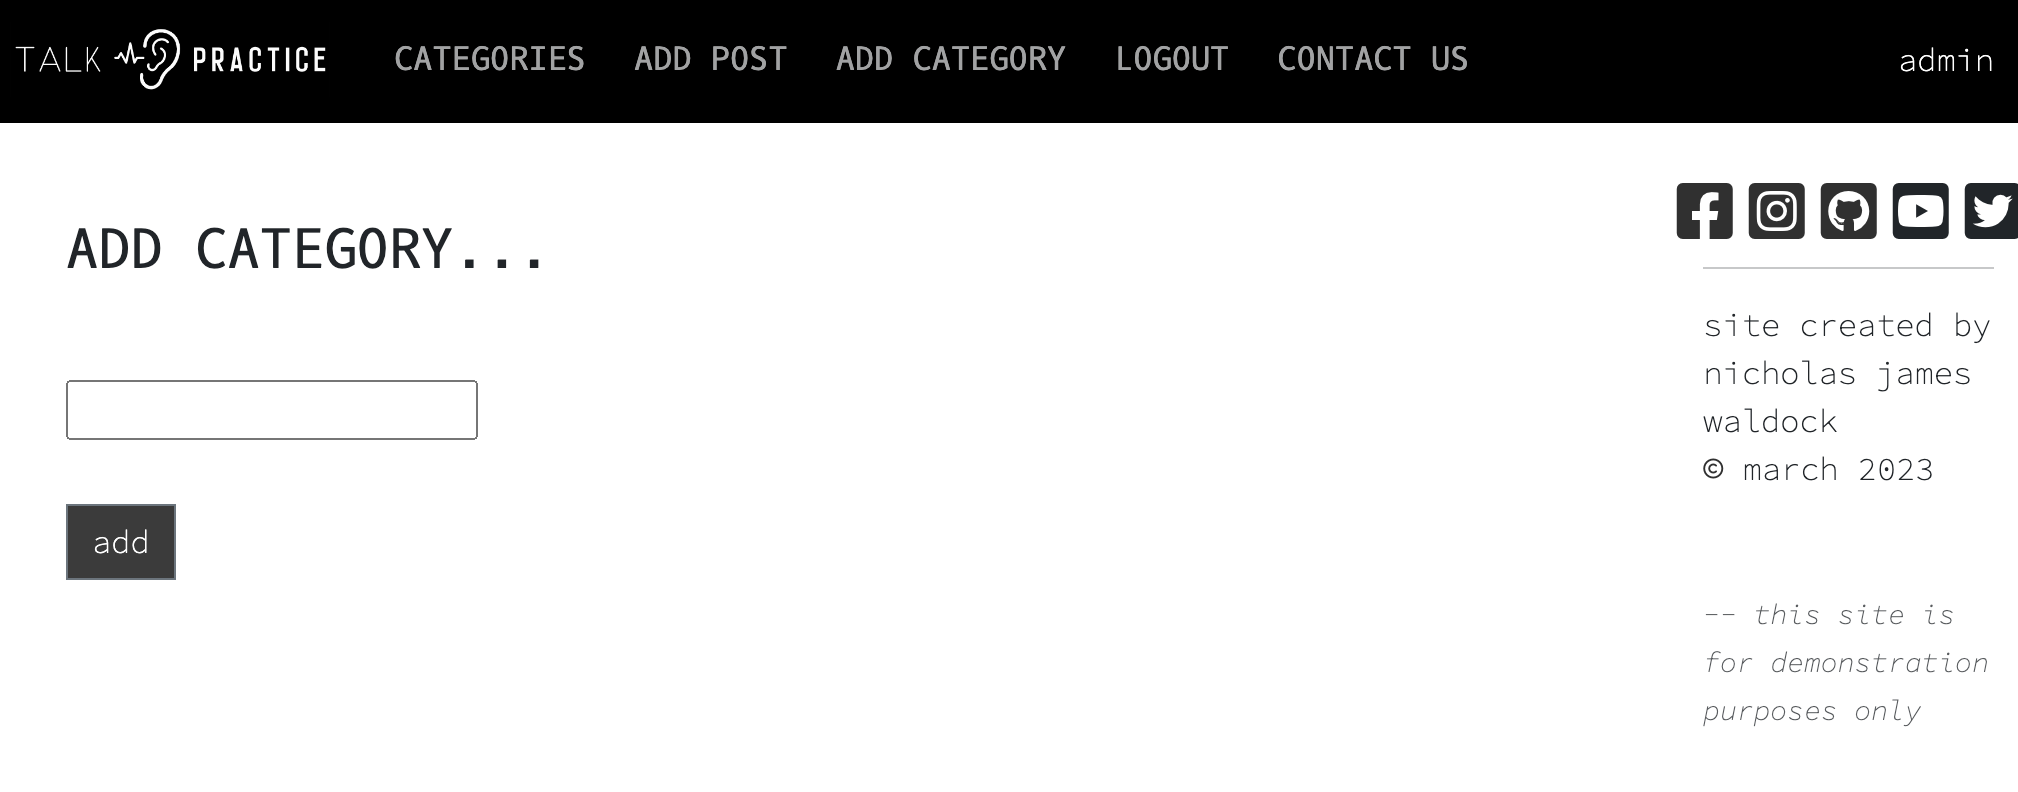 TALK PRACTICE CATEGORIES ADD POST ADD CATEGORY LOGOUT CONTACT US admin
ADD CATEGORY...
add
site created by
nicholas james
waldock
© march 2023
-- this site is
for demonstration
purposes only